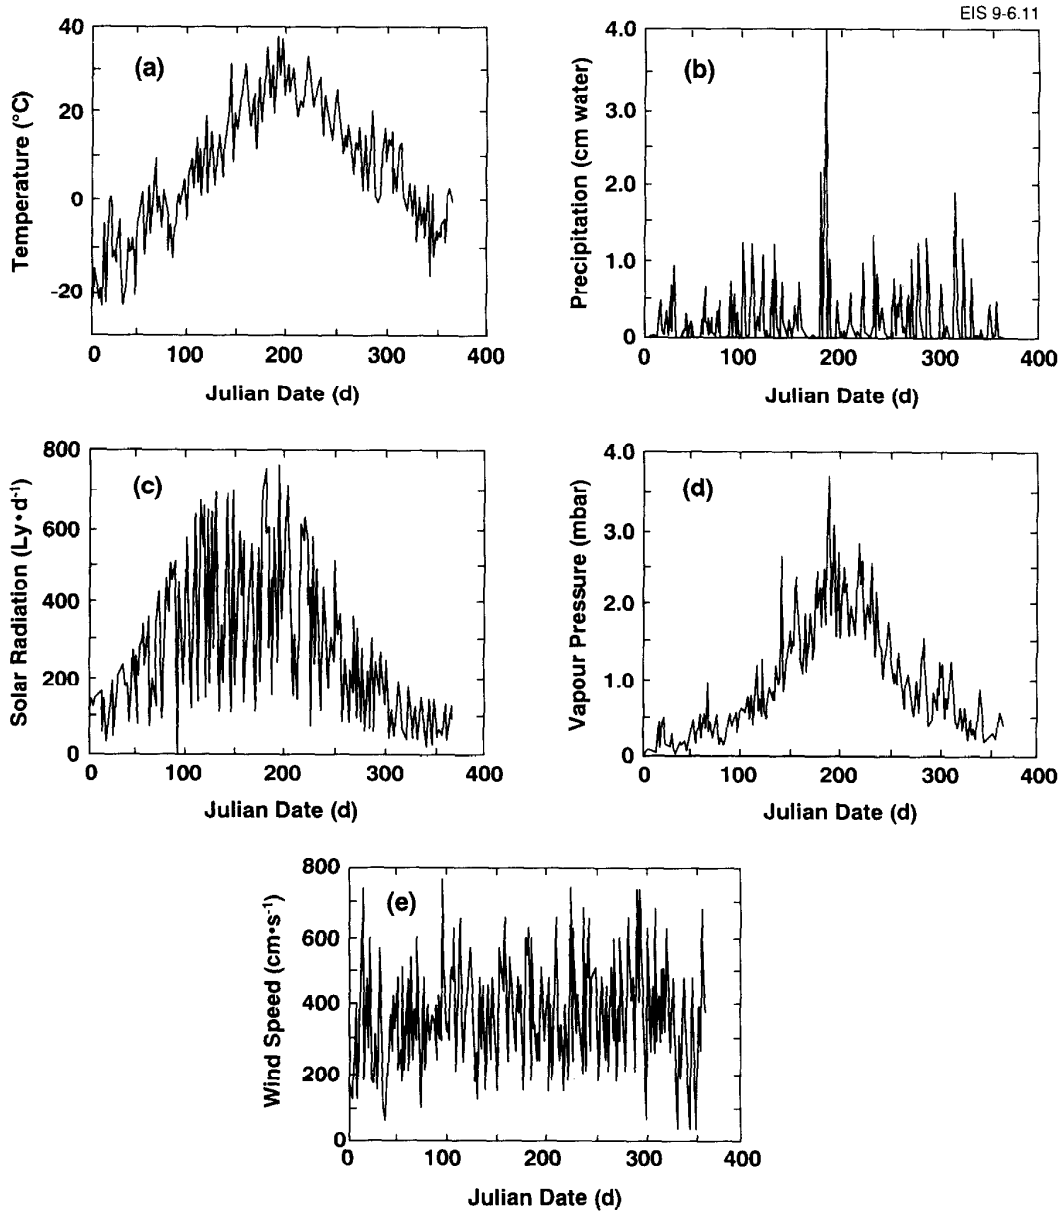 EIS 9-6.11
(a)
Temperature (°C)
40
20
0
-20
0 100 200 300 400
Julian Date (d)
(b)
Precipitation (cm water)
4.0
3.0
2.0
1.0
0
0 100 200 300 400
Julian Date (d)
(c)
Solar Radiation (Ly•d⁻¹)
800
600
400
200
0
0 100 200 300 400
Julian Date (d)
(d)
Vapour Pressure (mbar)
4.0
3.0
2.0
1.0
0
0 100 200 300 400
Julian Date (d)
(e)
Wind Speed (cm•s⁻¹)
800
600
400
200
0
0 100 200 300 400
Julian Date (d)